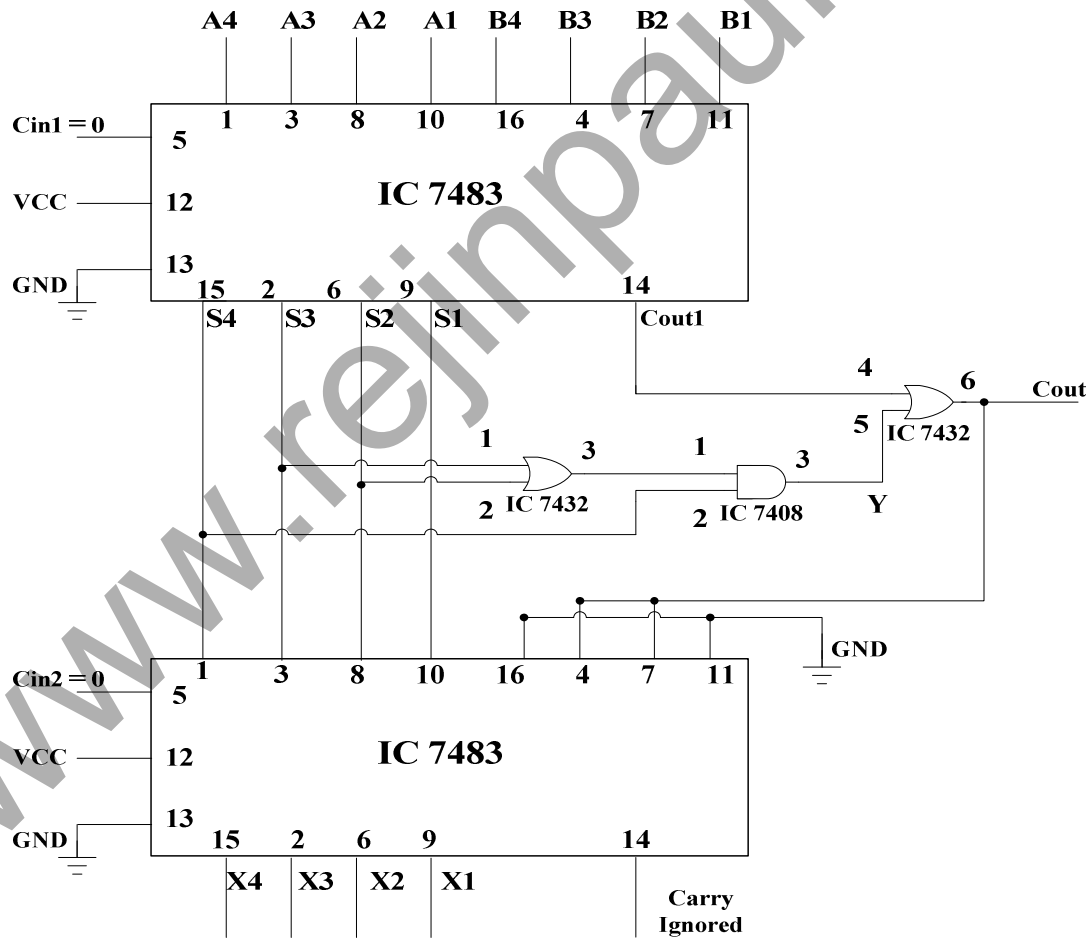 A4 A3 A2 A1 B4 B3 B2 B1
1 3 8 10 16 4 7 11
Cin1 = 0
5
IC 7483
VCC
12
13
GND
15 2 6 9 14
S4 S3 S2 S1 Cout1
4
6
Cout
5
IC 7432
1
3
2
IC 7432
1
3
2
IC 7408
Y
GND
1 3 8 10 16 4 7 11
Cin2 = 0
5
IC 7483
VCC
12
13
GND
15 2 6 9 14
X4 X3 X2 X1
Carry
Ignored